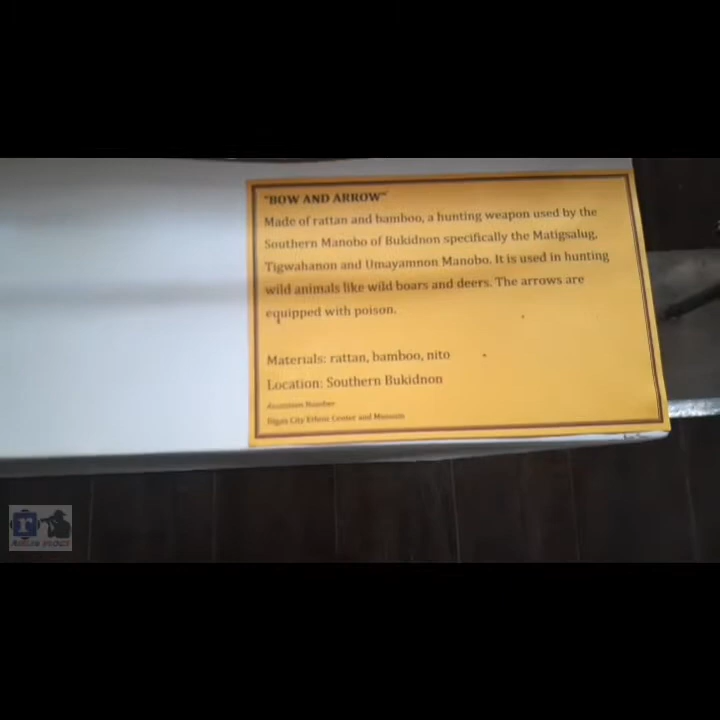 "BOW AND ARROW"
Made of rattan and bamboo, a hunting weapon used by the
Southern Manobo of Bukidnon specifically the Matigsalug,
Tigwahanon and Umayamnon Manobo. It is used in hunting
wild animals like wild boars and deers. The arrows are
equipped with poison.
Materials: rattan, bamboo, nito
Location: Southern Bukidnon
Accession Number
City Ethnic Center and Museum
r